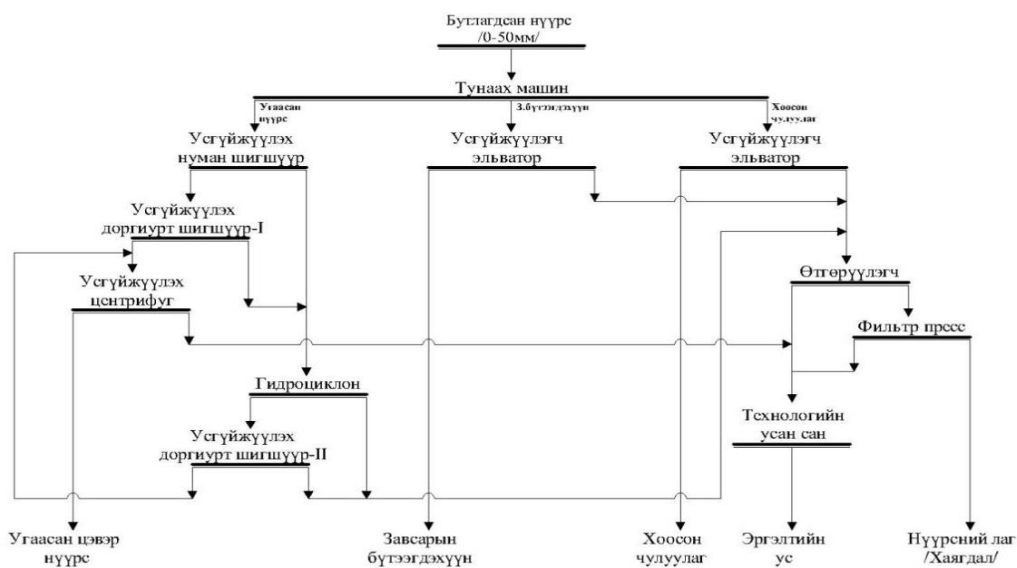 Бутлагдсан нүүрс
/0-50мм/
Тунаах машин
Угаасан
нүүрс
З.бүтээгдэхүүн
Хоосон
чулуулаг
Усгүйжүүлэх
нуман шигшүүр
Усгүйжүүлэгч
эльватор
Усгүйжүүлэгч
эльватор
Усгүйжүүлэх
доргиурт шигшүүр-I
Усгүйжүүлэх
центрифуг
Өтгөрүүлэгч
Фильтр пресс
Гидроциклон
Технологийн
усан сан
Усгүйжүүлэх
доргиурт шигшүүр-II
Угаасан цэвэр
нүүрс
Завсарын
бүтээгдэхүүн
Хоосон
чулуулаг
Эргэлтийн
ус
Нүүрсний лаг
/Хаягдал/